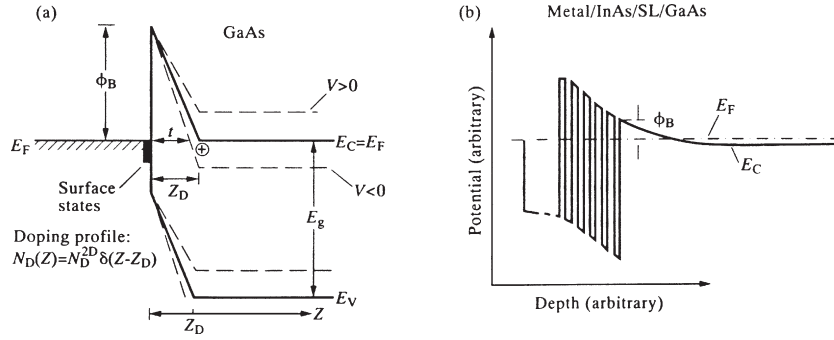 (a)
GaAs
ϕB
V>0
t
EF
EC=EF
⊕
V<0
Surface
states
ZD
Eg
Doping profile:
ND(Z)=ND2Dδ(Z-ZD)
EV
ZD
Z
(b)
Metal/InAs/SL/GaAs
Potential (arbitrary)
ϕB
EF
EC
Depth (arbitrary)